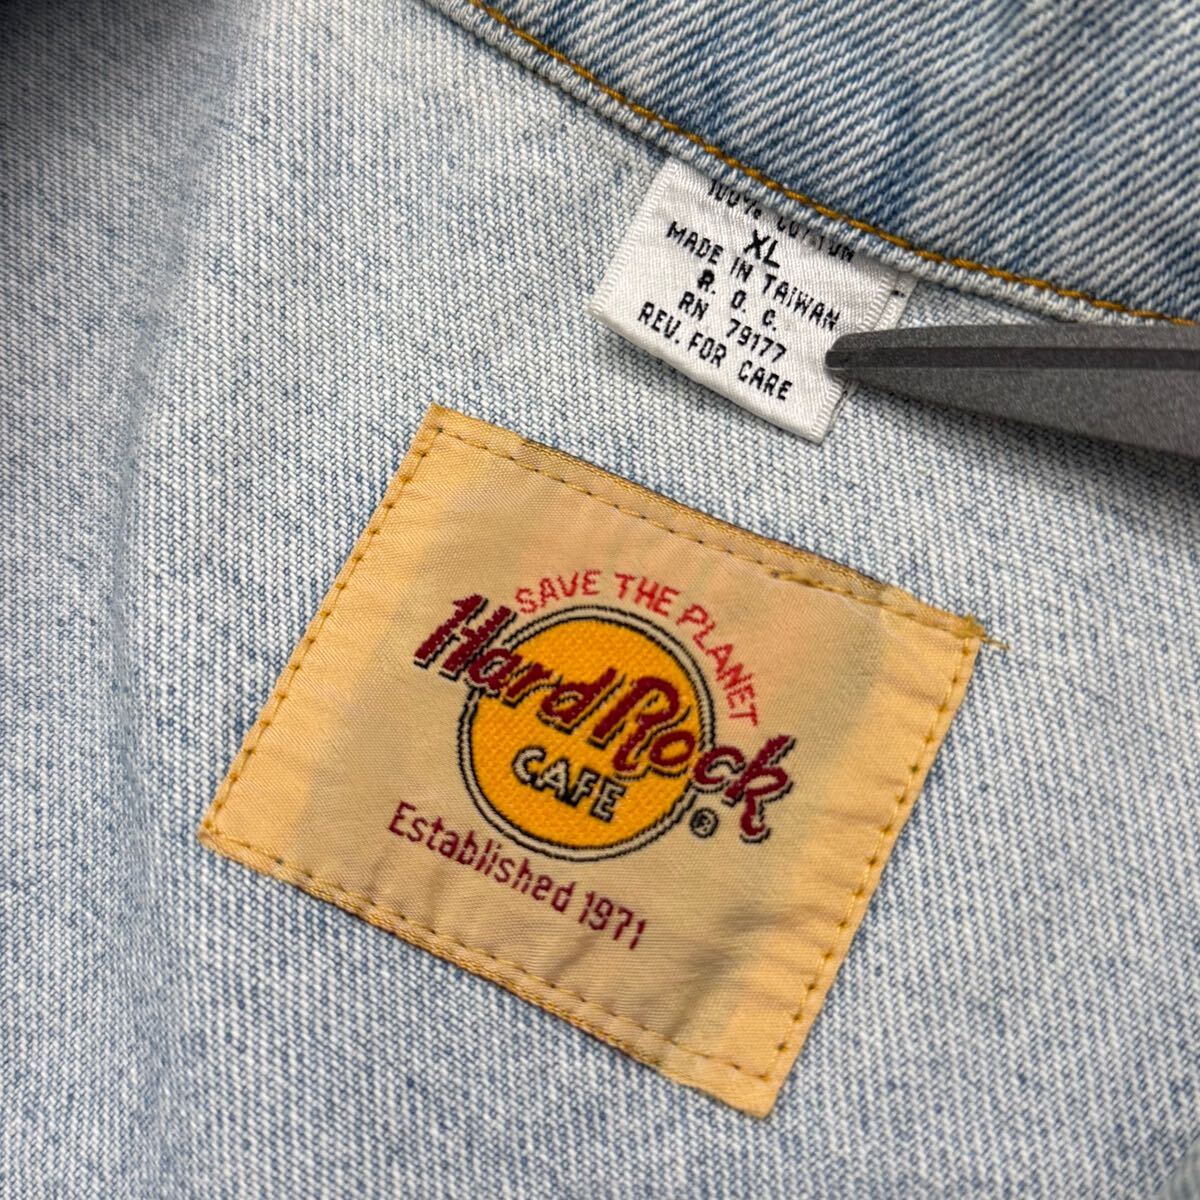 100% COTTON
XL
MADE IN TAIWAN
R. O. C.
RN 79177
REV. FOR CARE
SAVE THE PLANET
Hard Rock
CAFE
®
Established 1971